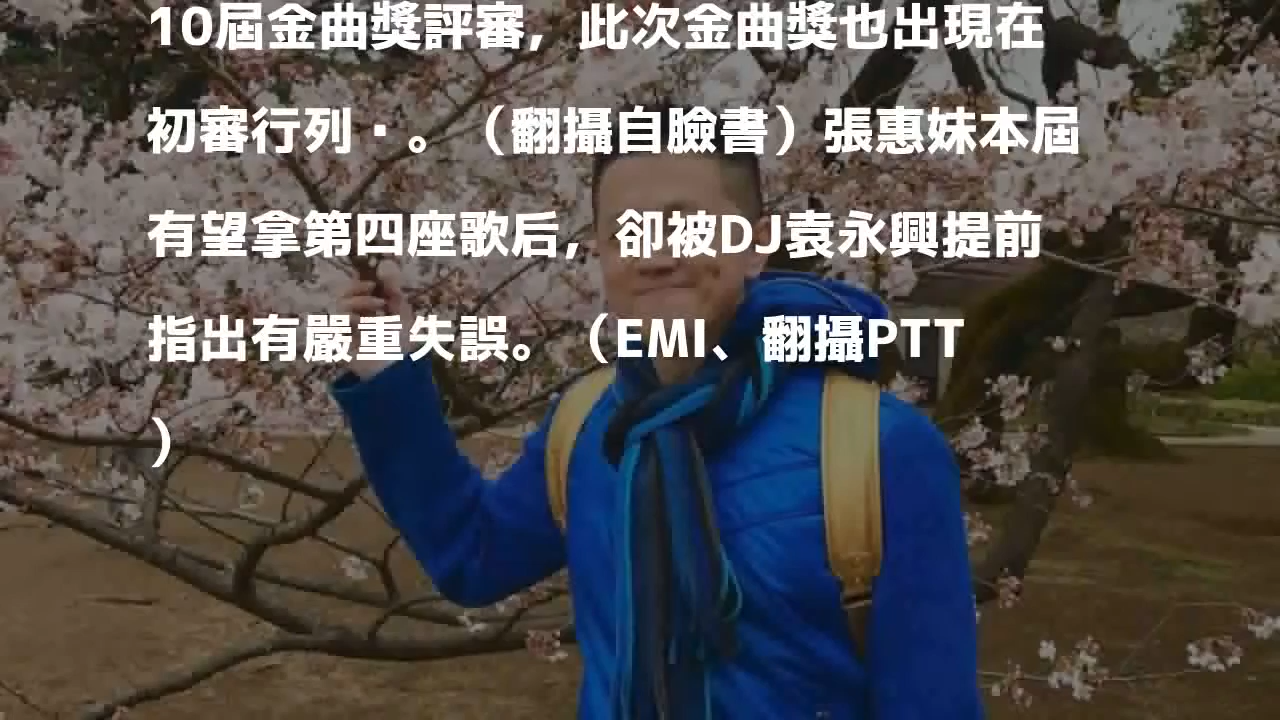 10屆金曲獎評審，此次金曲獎也出現在
初審行列·。（翻攝自臉書）張惠妹本屆
有望拿第四座歌后，卻被DJ袁永興提前
指出有嚴重失誤。（EMI、翻攝PTT
）